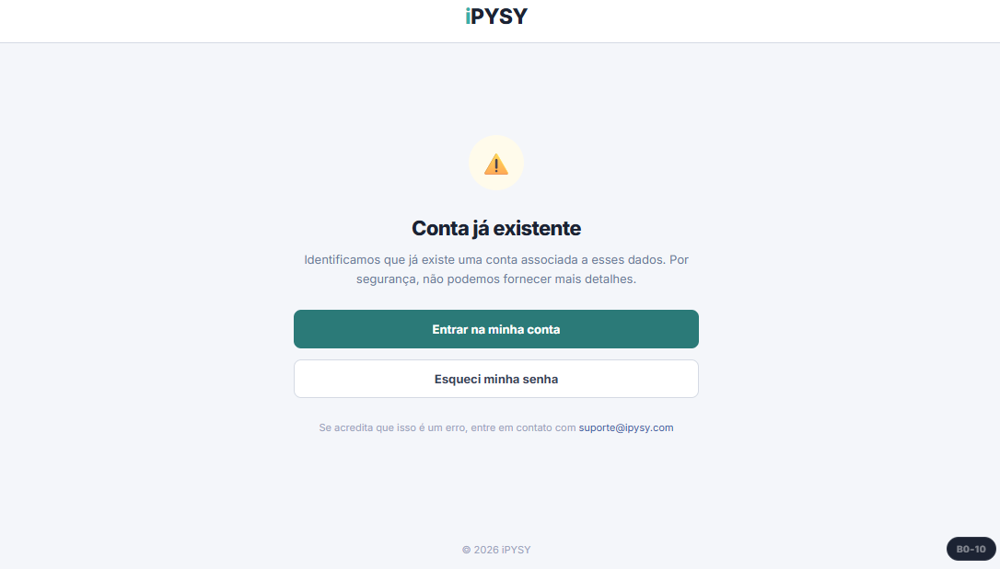 iPYSY
Conta já existente
Identificamos que já existe uma conta associada a esses dados. Por
segurança, não podemos fornecer mais detalhes.
Entrar na minha conta
Esqueci minha senha
Se acredita que isso é um erro, entre em contato com suporte@ipysy.com
© 2026 iPYSY
B0-10